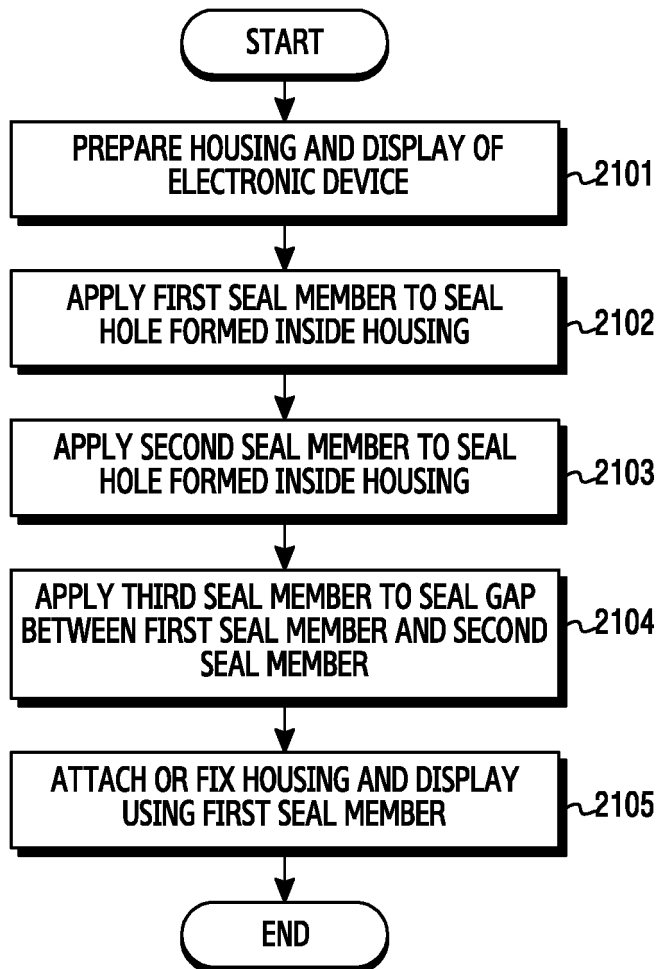 START
PREPARE HOUSING AND DISPLAY OF
ELECTRONIC DEVICE
2101
APPLY FIRST SEAL MEMBER TO SEAL
HOLE FORMED INSIDE HOUSING
2102
APPLY SECOND SEAL MEMBER TO SEAL
HOLE FORMED INSIDE HOUSING
2103
APPLY THIRD SEAL MEMBER TO SEAL GAP
BETWEEN FIRST SEAL MEMBER AND SECOND
SEAL MEMBER
2104
ATTACH OR FIX HOUSING AND DISPLAY
USING FIRST SEAL MEMBER
2105
END